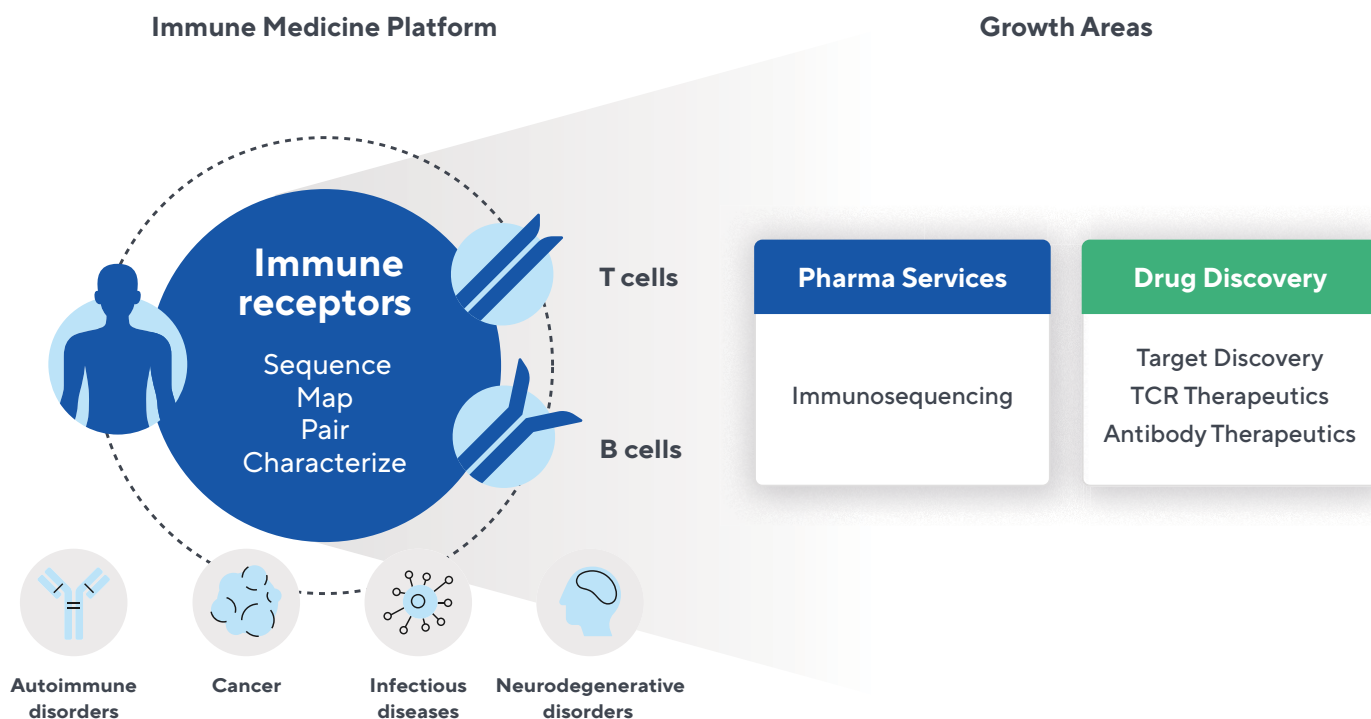 Immune Medicine Platform
Growth Areas
Immune
receptors
Sequence
Map
Pair
Characterize
T cells
B cells
Pharma Services
Immunosequencing
Drug Discovery
Target Discovery
TCR Therapeutics
Antibody Therapeutics
Autoimmune
disorders
Cancer
Infectious
diseases
Neurodegenerative
disorders